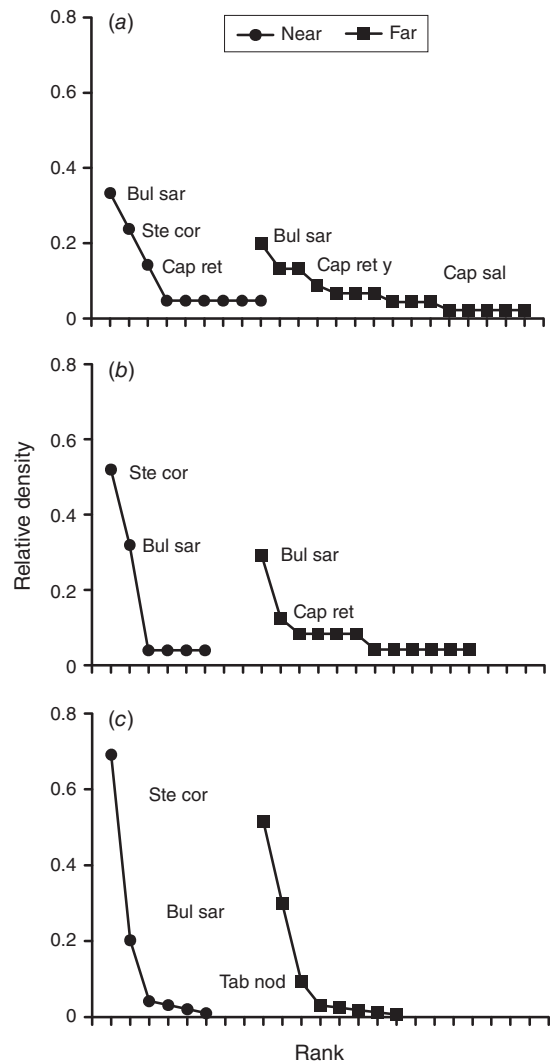 0.8
(a)
Near
Far
0.6
0.4
Bul sar
Ste cor
Cap ret
0.2
Bul sar
Cap ret y
Cap sal
0
0.8
(b)
0.6
Ste cor
0.4
Bul sar
Bul sar
0.2
Cap ret
0
Relative density
0.8
(c)
0.6
Ste cor
0.4
Bul sar
0.2
Tab nod
0
Rank